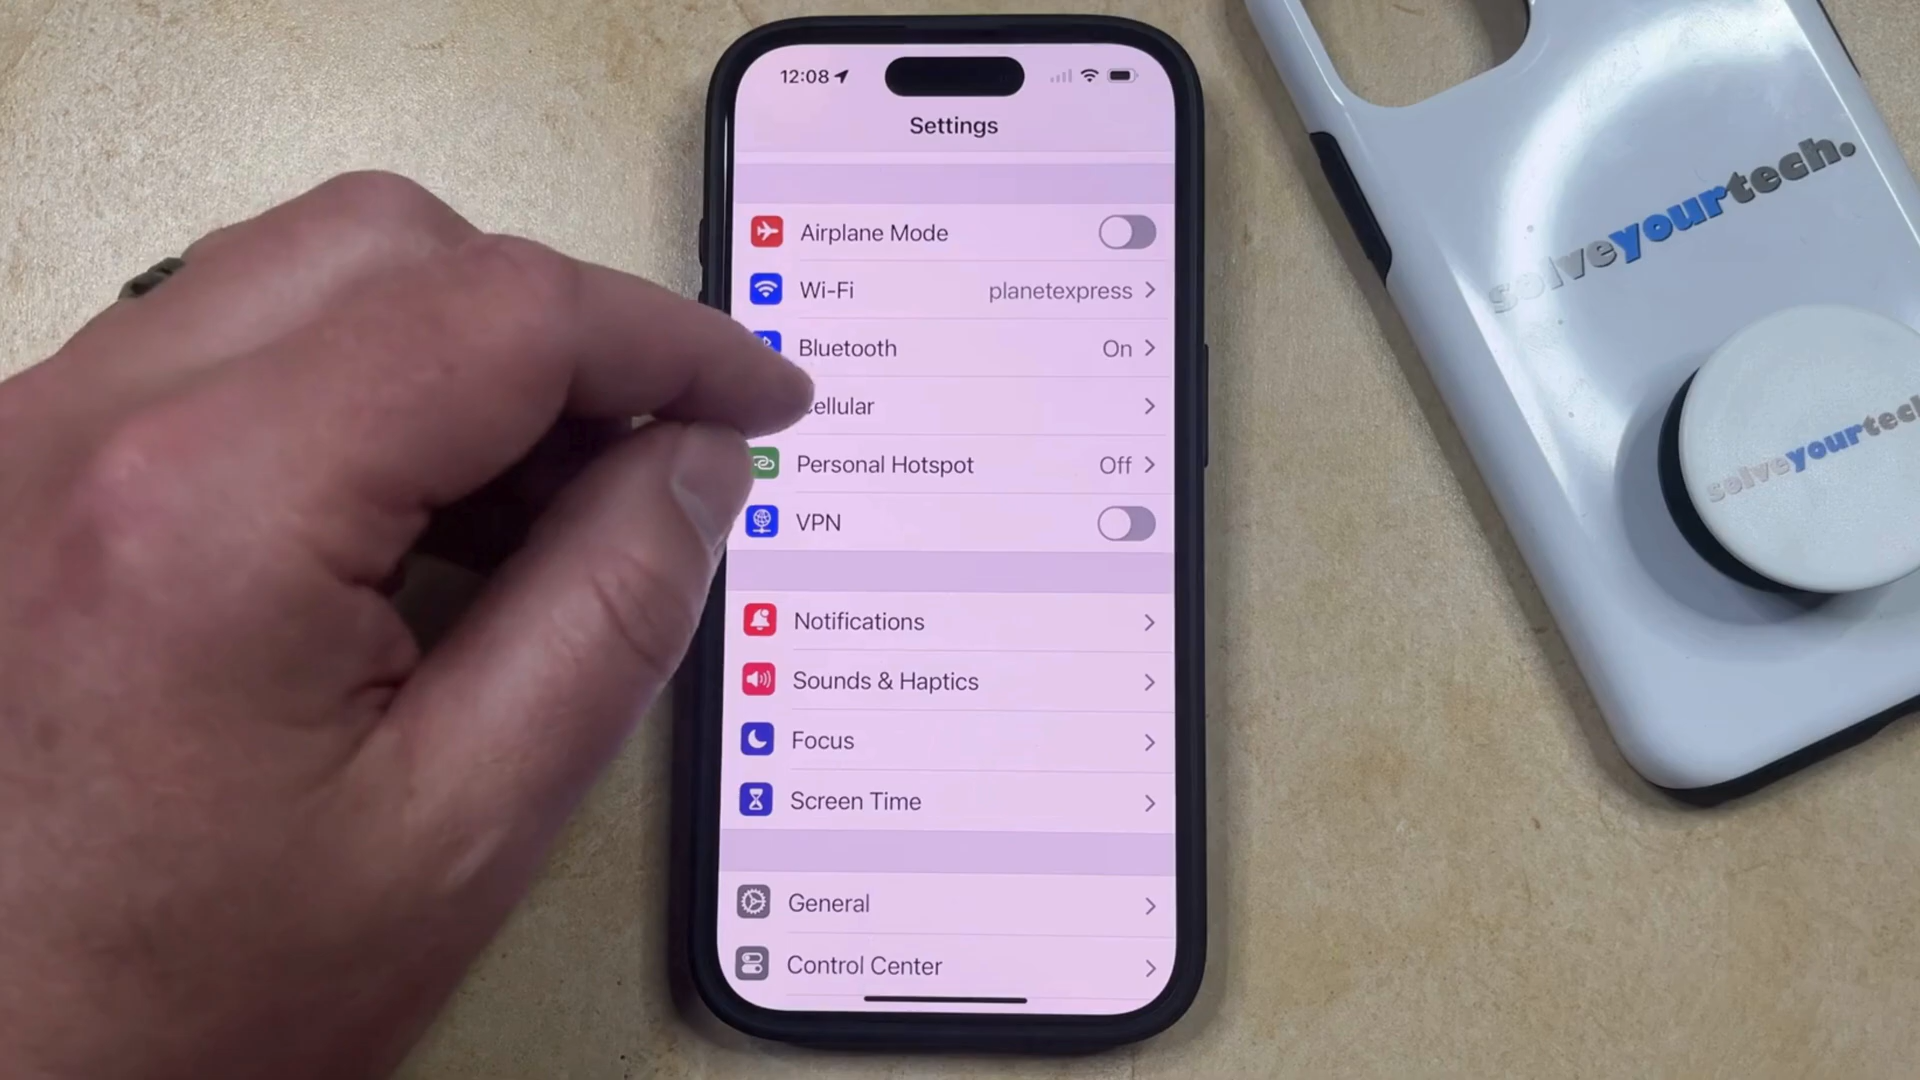 12:08
Settings
Airplane Mode
Wi-Fi planetexpress
Bluetooth On
ellular
Personal Hotspot Off
VPN
Notifications
Sounds & Haptics
Focus
Screen Time
General
Control Center
solveyourtech.
solveyourtech